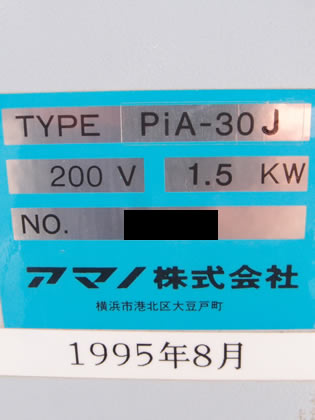 TYPE PiA-30J
200 V 1.5 KW
NO.
アマノ株式会社
横浜市港北区大豆戸町
1995年8月